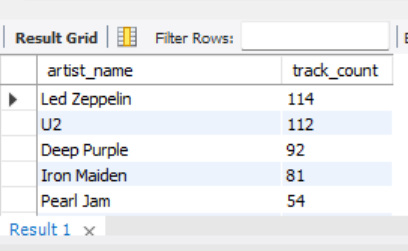 Result Grid Filter Rows:
artist_name track_count
Led Zeppelin 114
U2 112
Deep Purple 92
Iron Maiden 81
Pearl Jam 54
Result 1 ×